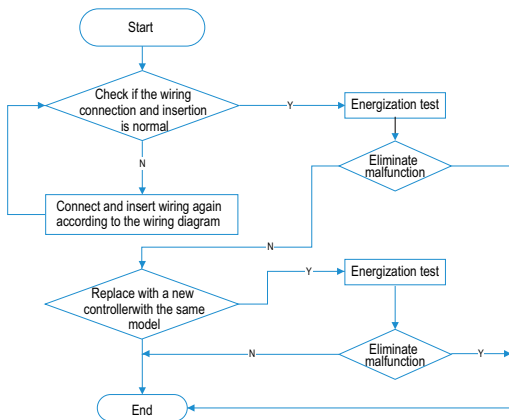 Start
Check if the wiring
connection and insertion
is normal
Y
Energization test
N
Eliminate
malfunction
Connect and insert wiring again
according to the wiring diagram
N
Replace with a new
controllerwith the same
model
Y
Energization test
N
Eliminate
malfunction
Y
End